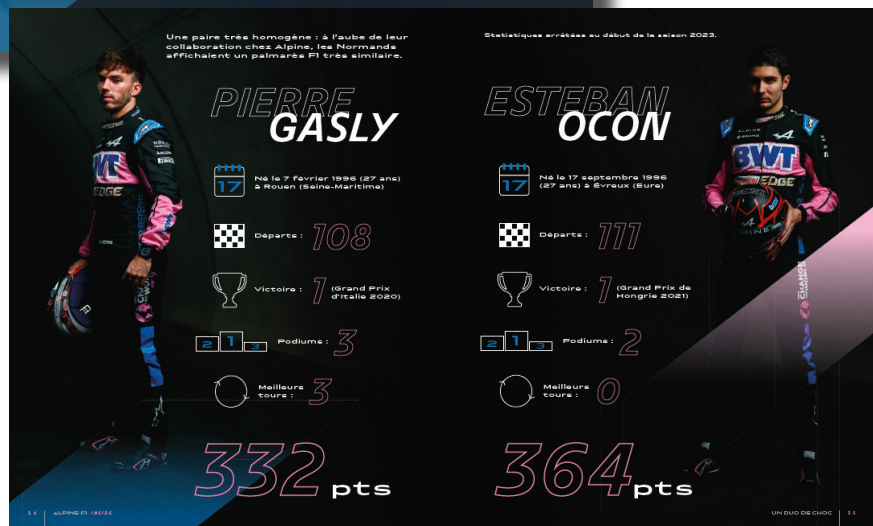 Une paire très homogène : à l'aube de leur
collaboration chez Alpine, les Normands
affichaient un palmarès F1 très similaire.
PIERRE
GASLY
17
Né le 7 février 1996 (27 ans)
à Rouen (Seine-Maritime)
Départs : 108
Victoire : 1 (Grand Prix
d'Italie 2020)
2 1 3
Podiums : 3
Meilleurs
tours : 3
332 pts
BWT
EDGE
ALPINE F1 INSIDE
Statistiques arrêtées au début de la saison 2023.
ESTEBAN
OCON
17
Né le 17 septembre 1996
(27 ans) à Évreux (Eure)
Départs : 111
Victoire : 1 (Grand Prix de
Hongrie 2021)
2 1 3
Podiums : 2
Meilleurs
tours : 0
364 pts
ALPINE
BWT
EDGE
UN DUO DE CHOC